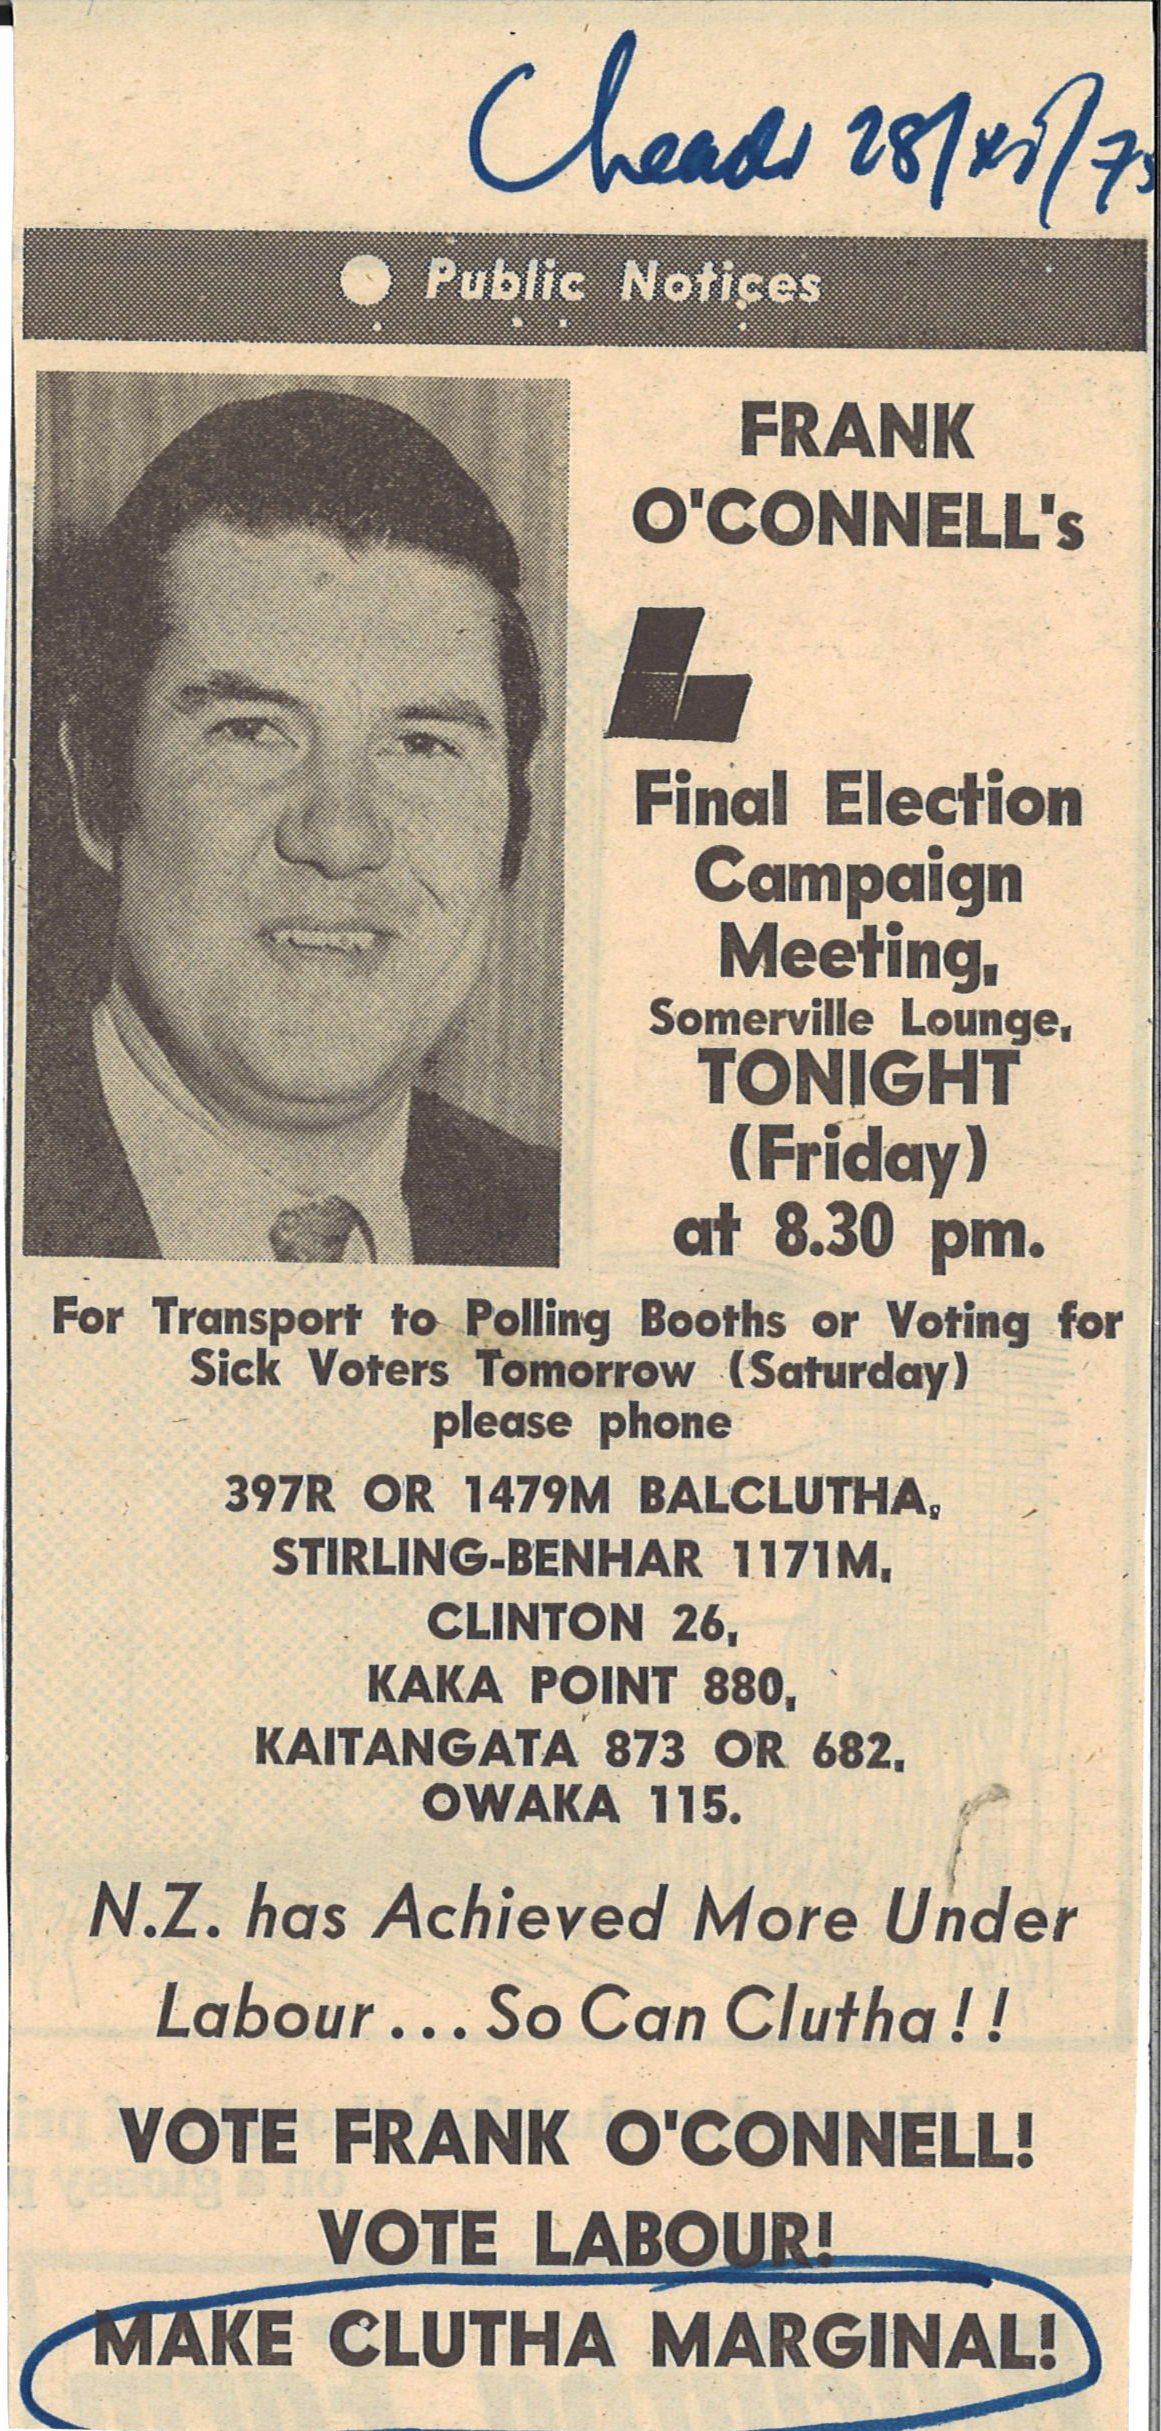 28/xi/75
Public Notices
FRANK
O'CONNELL's
Final Election
Campaign
Meeting,
Somerville Lounge,
TONIGHT
(Friday)
at 8.30 pm.
For Transport to Polling Booths or Voting for
Sick Voters Tomorrow (Saturday)
please phone
397R OR 1479M BALCLUTHA,
STIRLING-BENHAR 1171M,
CLINTON 26,
KAKA POINT 880,
KAITANGATA 873 OR 682,
OWAKA 115.
N.Z. has Achieved More Under
Labour ... So Can Clutha!!
VOTE FRANK O'CONNELL!
VOTE LABOUR!
MAKE CLUTHA MARGINAL!